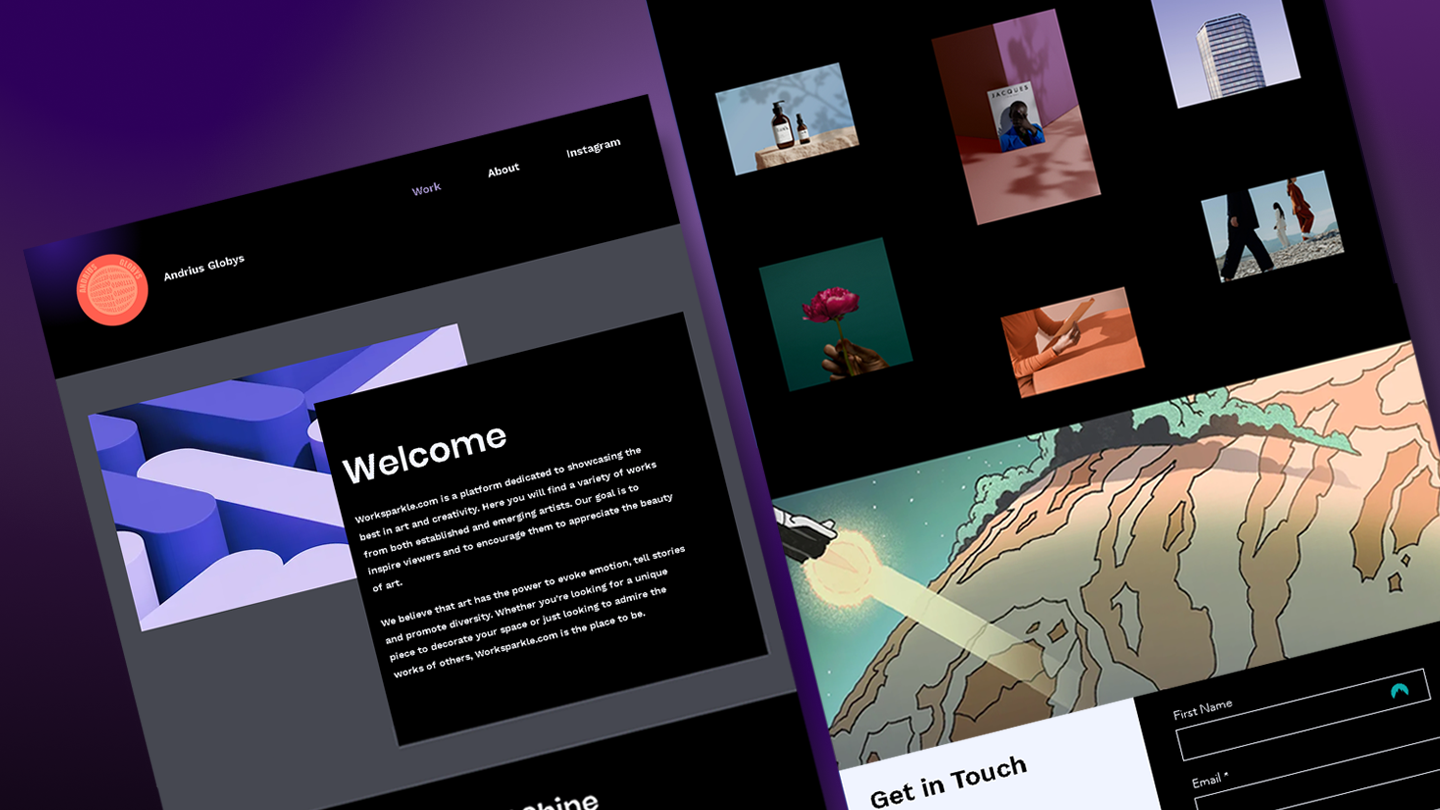 Work
About
Instagram
ANDRIUS GLOBYS
Andrius Globys
Welcome
Worksparkle.com is a platform dedicated to showcasing the
best in art and creativity. Here you will find a variety of works
from both established and emerging artists. Our goal is to
inspire viewers and to encourage them to appreciate the beauty
of art.
We believe that art has the power to evoke emotion, tell stories
and promote diversity. Whether you're looking for a unique
piece to decorate your space or just looking to admire the
works of others, Worksparkle.com is the place to be.
JACQUES
Get in Touch
First Name
Email *